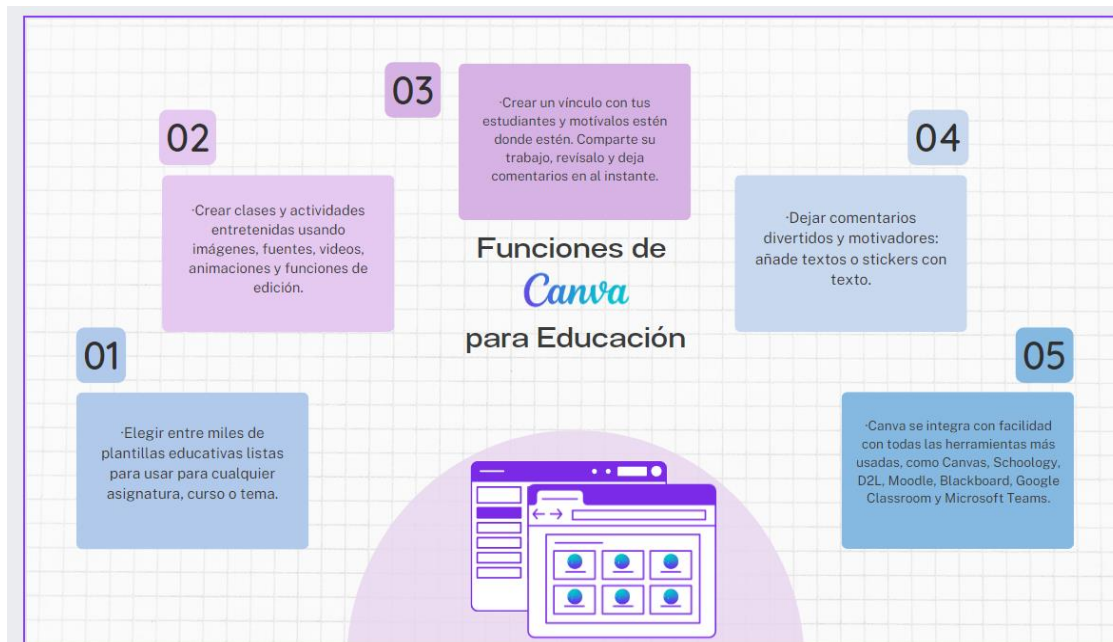 03
·Crear un vínculo con tus
estudiantes y motívalos estén
donde estén. Comparte su
trabajo, revísalo y deja
comentarios en al instante.
02
·Crear clases y actividades
entretenidas usando
imágenes, fuentes, videos,
animaciones y funciones de
edición.
04
·Dejar comentarios
divertidos y motivadores:
añade textos o stickers con
texto.
Funciones de
Canva
para Educación
01
·Elegir entre miles de
plantillas educativas listas
para usar para cualquier
asignatura, curso o tema.
05
·Canva se integra con facilidad
con todas las herramientas más
usadas, como Canvas, Schoology,
D2L, Moodle, Blackboard, Google
Classroom y Microsoft Teams.